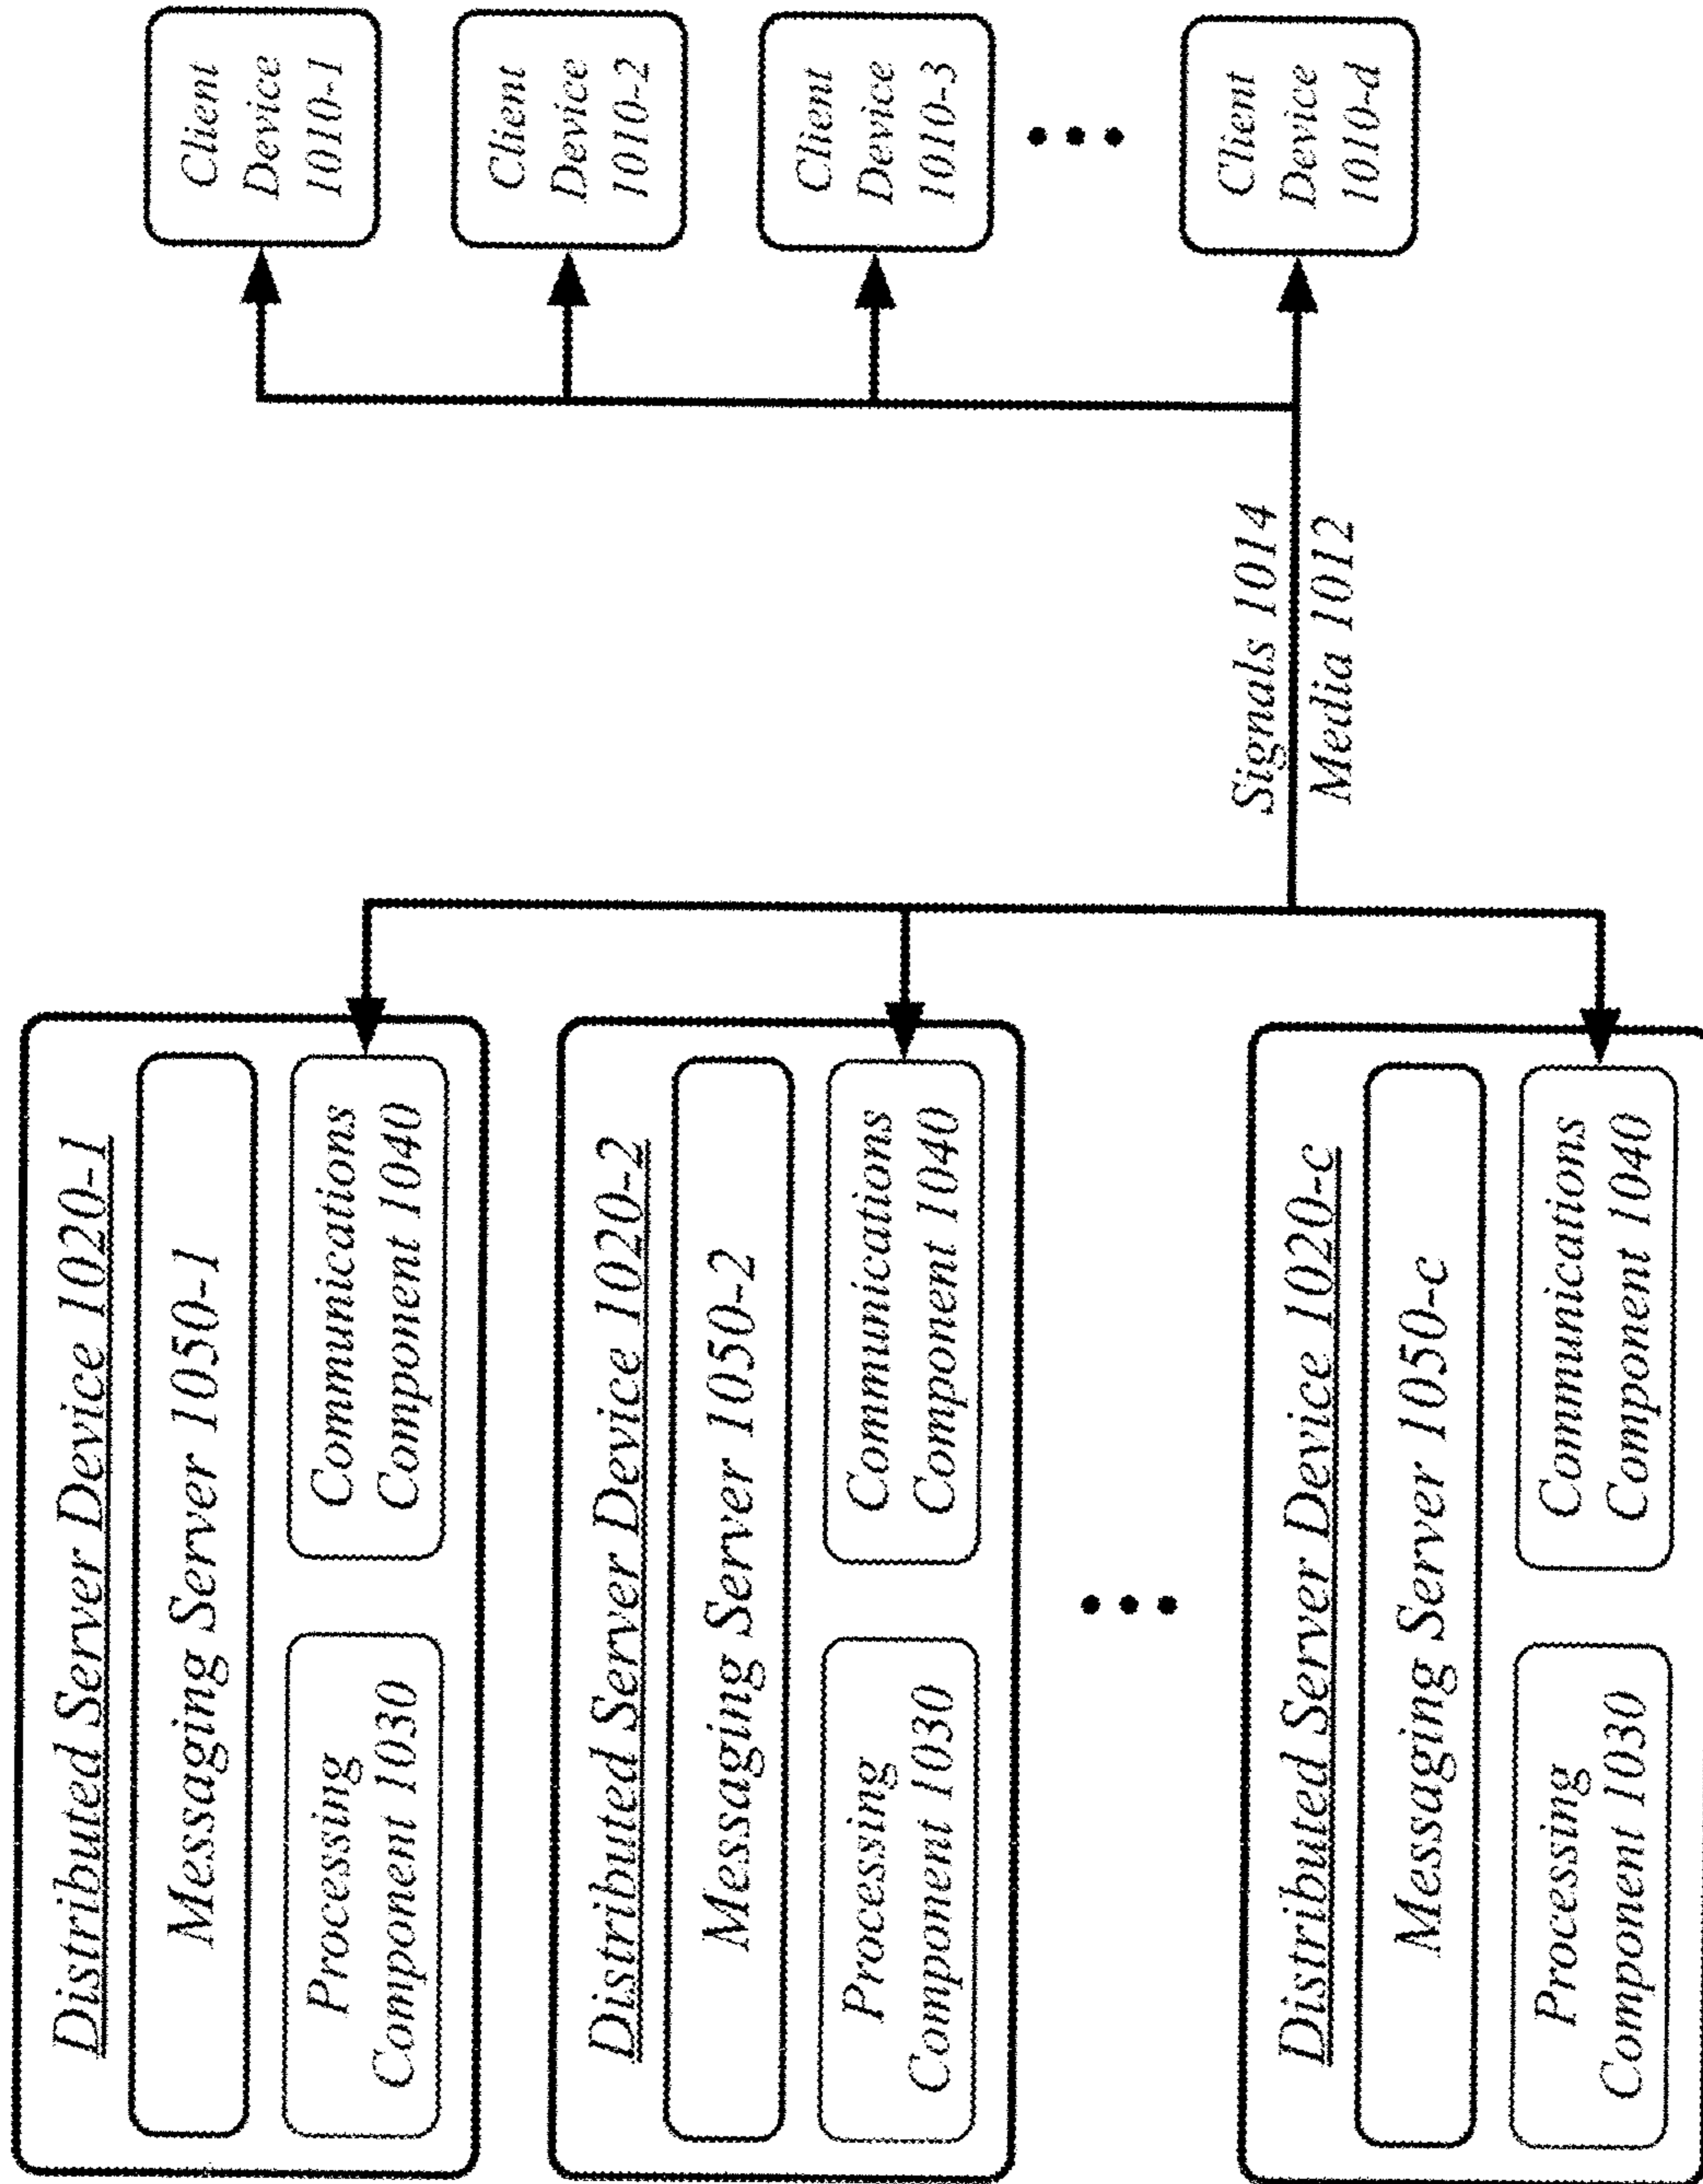 Distributed Server Device 1020-1
Messaging Server 1050-1
Processing
Component 1030
Communications
Component 1040
Distributed Server Device 1020-2
Messaging Server 1050-2
Processing
Component 1030
Communications
Component 1040
Distributed Server Device 1020-c
Messaging Server 1050-c
Processing
Component 1030
Communications
Component 1040
Signals 1014
Media 1012
Client
Device
1010-1
Client
Device
1010-2
Client
Device
1010-3
Client
Device
1010-d